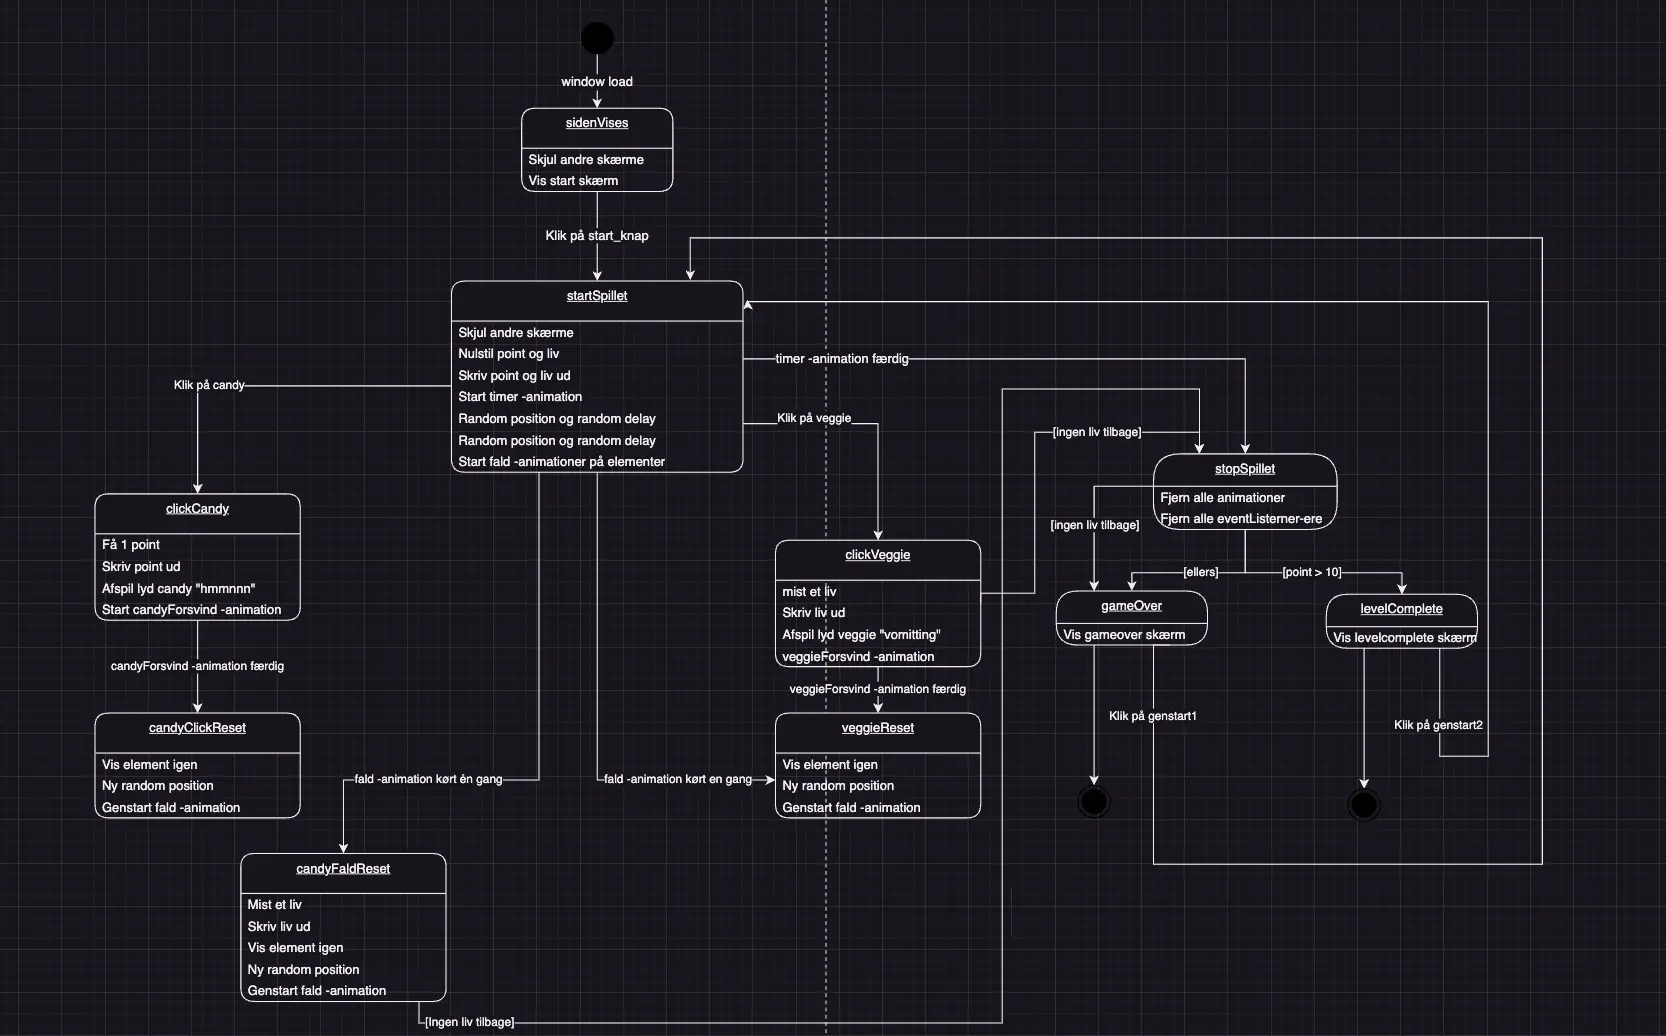 window load
sidenVises
Skjul andre skærme
Vis start skærm
Klik på start_knap
startSpillet
Skjul andre skærme
Nulstil point og liv
Skriv point og liv ud
Start timer -animation
Random position og random delay
Random position og random delay
Start fald -animationer på elementer
timer -animation færdig
Klik på candy
Klik på veggie
[ingen liv tilbage]
stopSpillet
Fjern alle animationer
Fjern alle eventListerner-ere
clickCandy
Få 1 point
Skriv point ud
Afspil lyd candy "hmmnnn"
Start candyForsvind -animation
[ingen liv tilbage]
clickVeggie
mist et liv
Skriv liv ud
Afspil lyd veggie "vomitting"
veggieForsvind -animation
[ellers]
[point > 10]
gameOver
Vis gameover skærm
levelComplete
Vis levelcomplete skærm
candyForsvind -animation færdig
veggieForsvind -animation færdig
candyClickReset
Vis element igen
Ny random position
Genstart fald -animation
veggieReset
Vis element igen
Ny random position
Genstart fald -animation
Klik på genstart1
Klik på genstart2
fald -animation kørt én gang
fald -animation kørt en gang
candyFaldReset
Mist et liv
Skriv liv ud
Vis element igen
Ny random position
Genstart fald -animation
[Ingen liv tilbage]